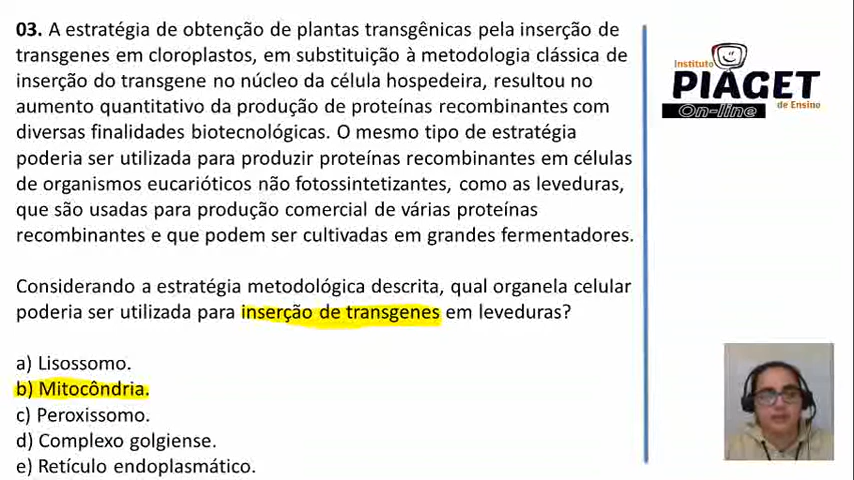 03. A estratégia de obtenção de plantas transgênicas pela inserção de
transgenes em cloroplastos, em substituição à metodologia clássica de
inserção do transgene no núcleo da célula hospedeira, resultou no
aumento quantitativo da produção de proteínas recombinantes com
diversas finalidades biotecnológicas. O mesmo tipo de estratégia
poderia ser utilizada para produzir proteínas recombinantes em células
de organismos eucarióticos não fotossintetizantes, como as leveduras,
que são usadas para produção comercial de várias proteínas
recombinantes e que podem ser cultivadas em grandes fermentadores.
Considerando a estratégia metodológica descrita, qual organela celular
poderia ser utilizada para inserção de transgenes em leveduras?
a) Lisossomo.
b) Mitocôndria.
c) Peroxissomo.
d) Complexo golgiense.
e) Retículo endoplasmático.
Instituto
PIAGET
de Ensino
On-line